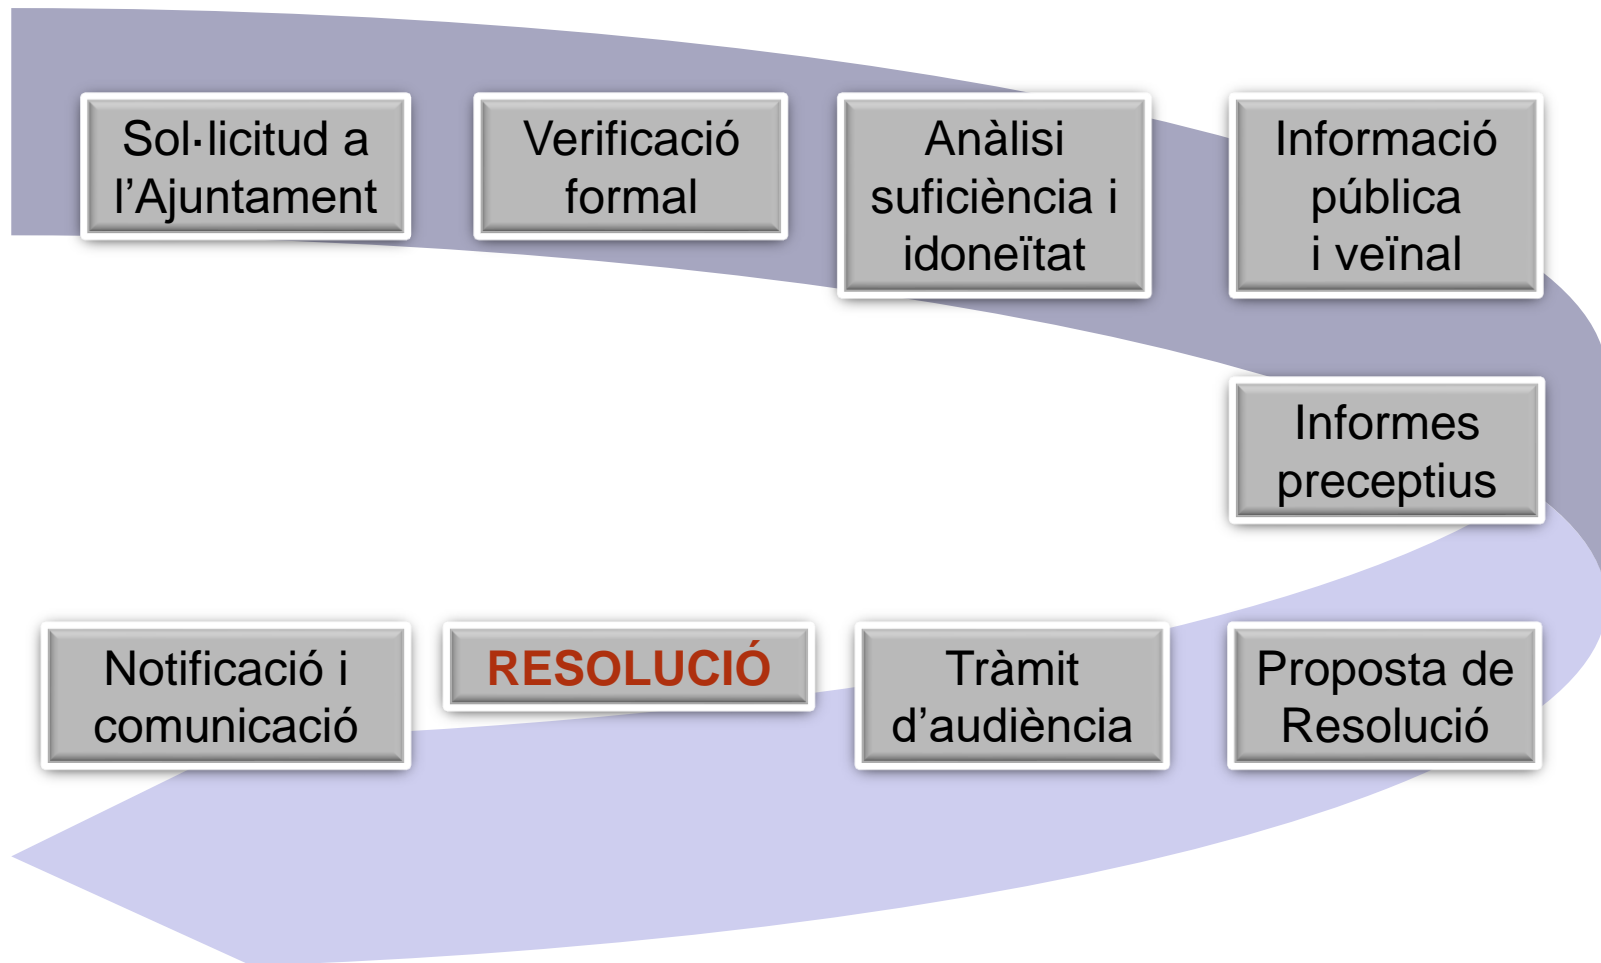 Sol·licitud a
l’Ajuntament
Verificació
formal
Anàlisi
suficiència i
idoneïtat
Informació
pública
i veïnal
Informes
preceptius
Proposta de
Resolució
Tràmit
d’audiència
RESOLUCIÓ
Notificació i
comunicació